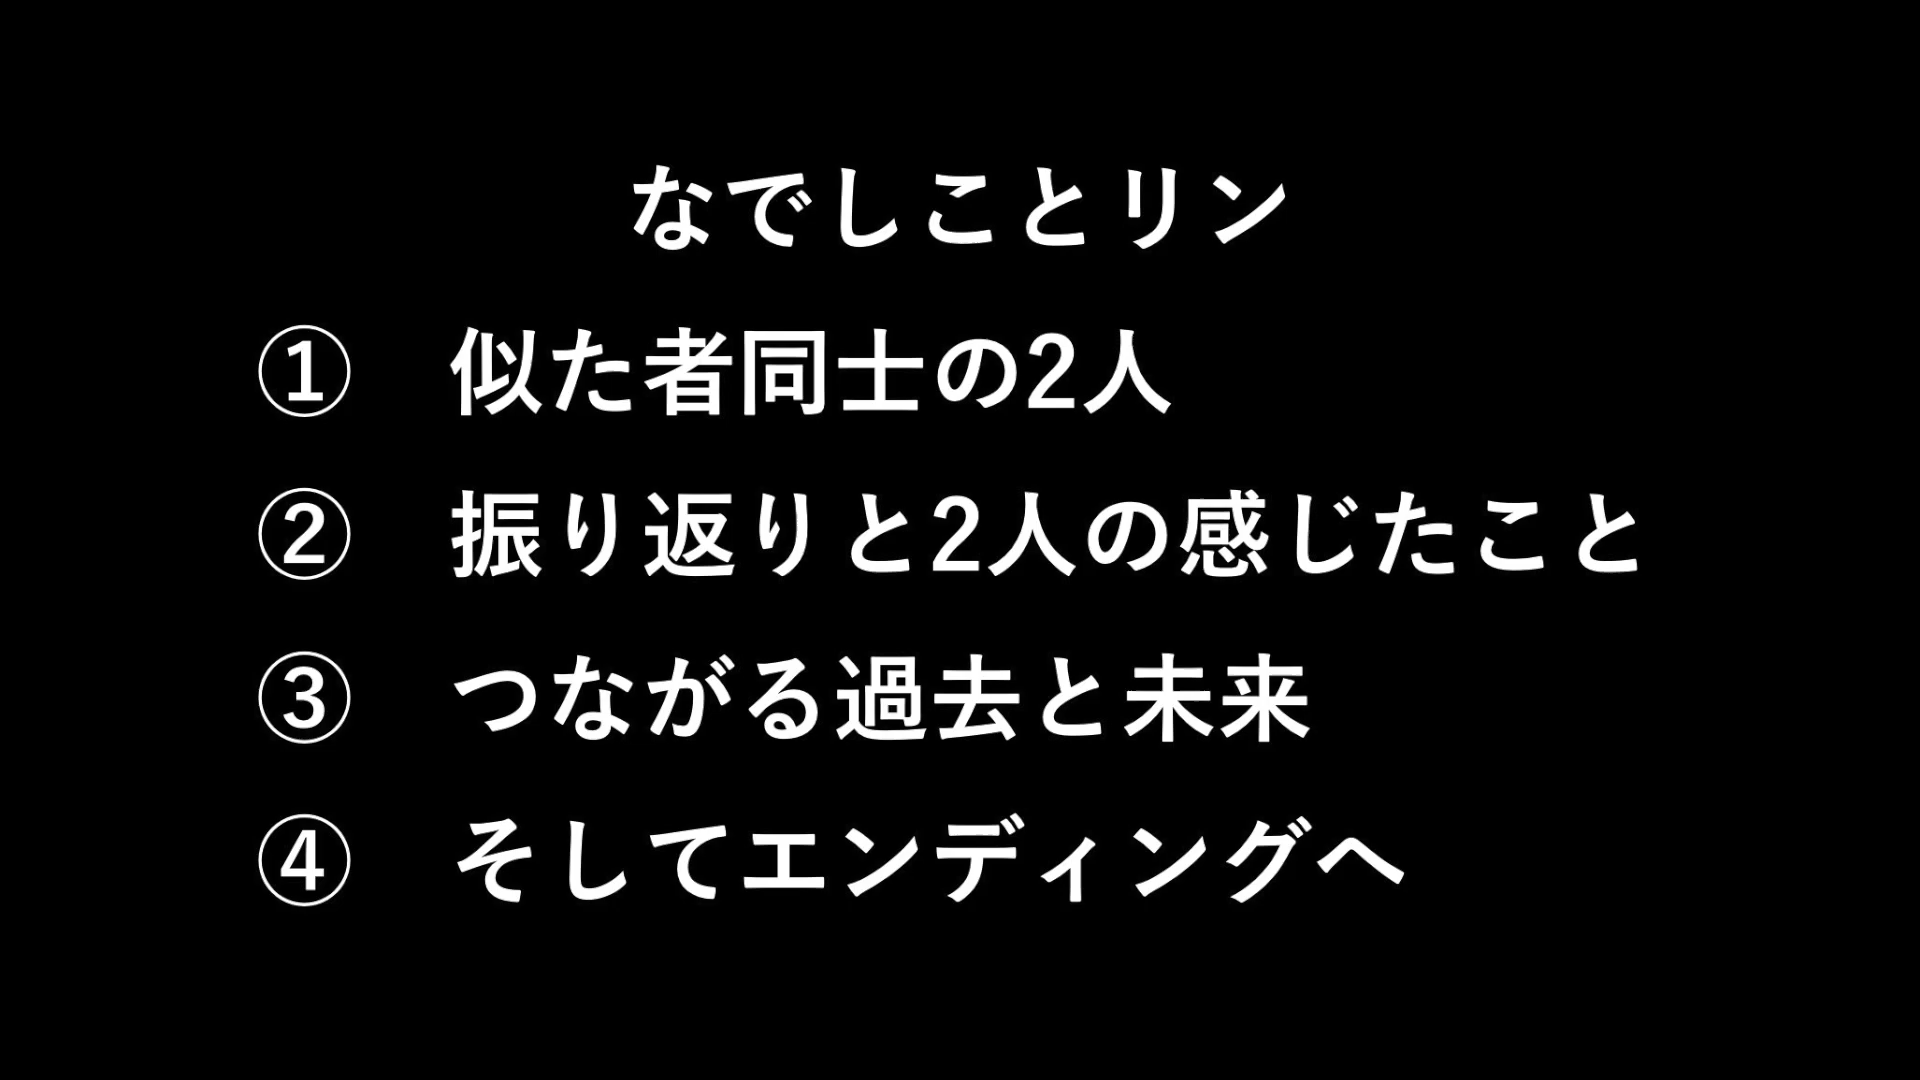 なでしことリン
① 似た者同士の2人
② 振り返りと2人の感じたこと
③ つながる過去と未来
④ そしてエンディングへ